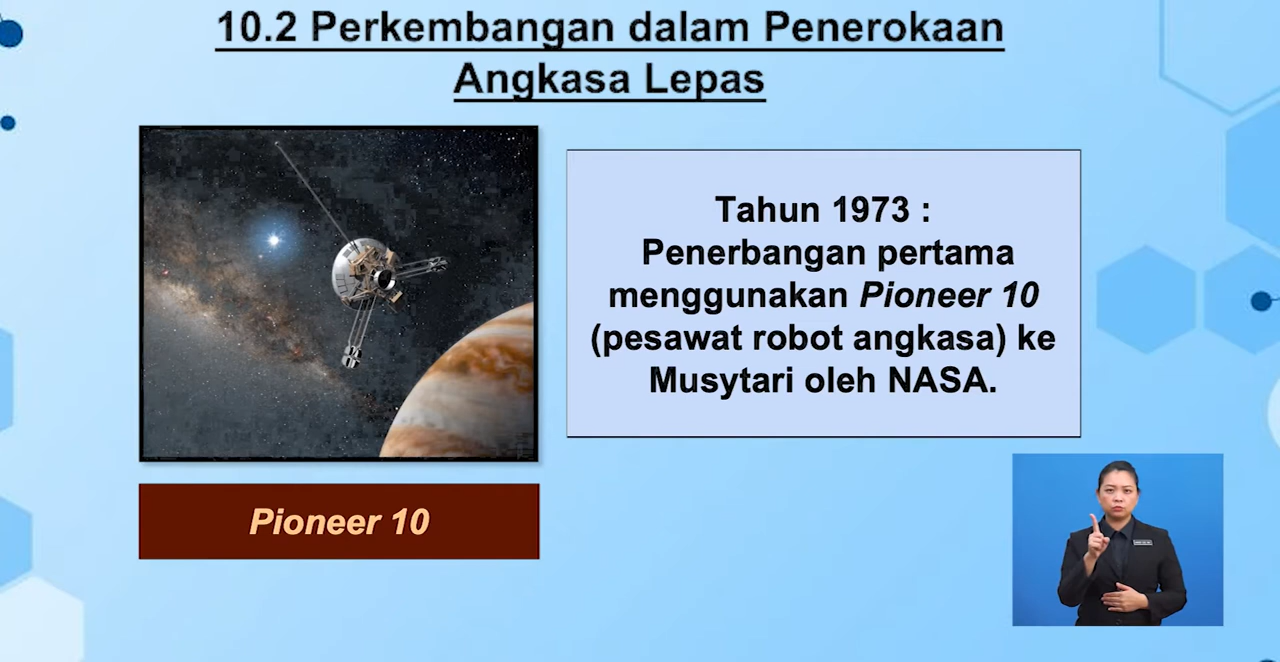 10.2 Perkembangan dalam Penerokaan
Angkasa Lepas
Tahun 1973 :
Penerbangan pertama
menggunakan Pioneer 10
(pesawat robot angkasa) ke
Musytari oleh NASA.
Pioneer 10